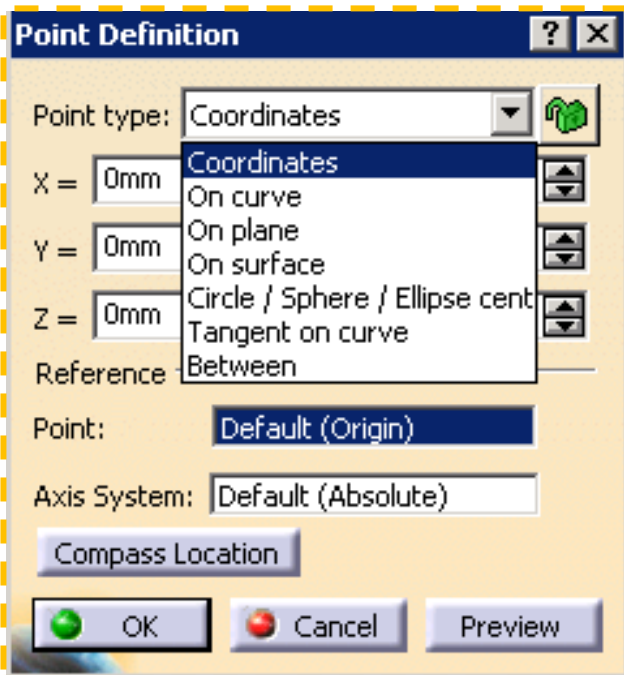 Point Definition
Point type: Coordinates
Coordinates
On curve
On plane
On surface
Circle / Sphere / Ellipse cent
Tangent on curve
Between
X = 0mm
Y = 0mm
Z = 0mm
Reference
Point: Default (Origin)
Axis System: Default (Absolute)
Compass Location
OK Cancel Preview